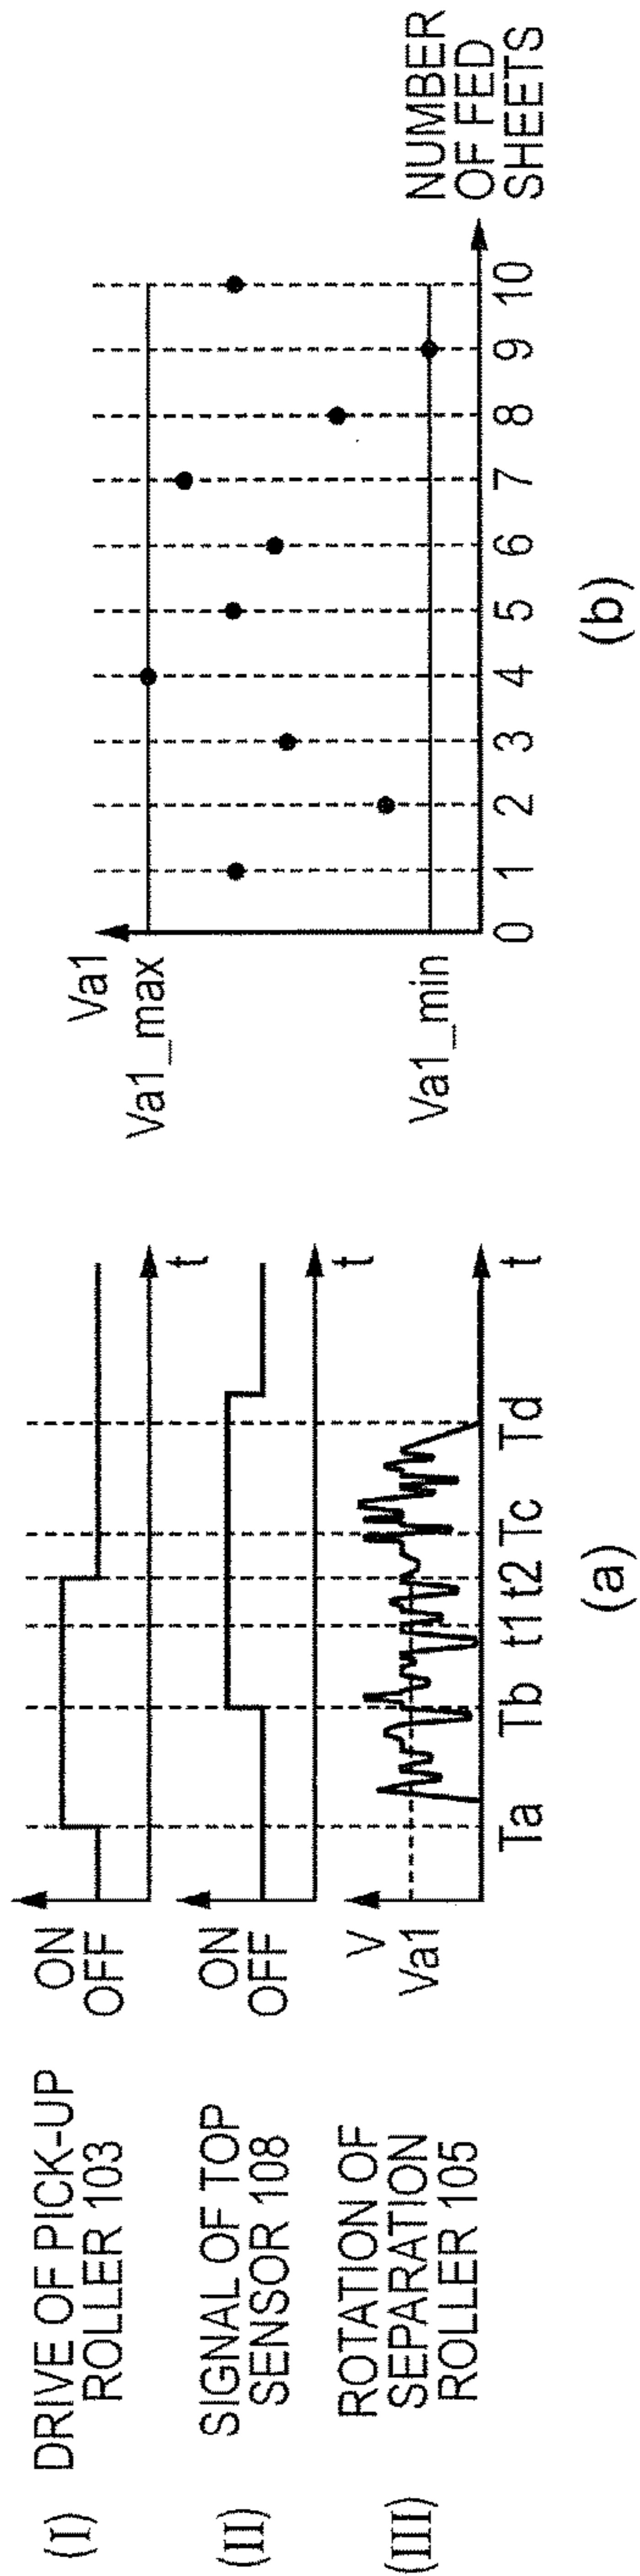 (I) DRIVE OF PICK-UP
ROLLER 103
ON
OFF
t
(II) SIGNAL OF TOP
SENSOR 108
ON
OFF
t
(III) ROTATION OF
SEPARATION
ROLLER 105
V
Va1
Ta Tb t1 t2 Tc Td t
(a)
Va1
Va1_max
Va1_min
0 1 2 3 4 5 6 7 8 9 10
NUMBER
OF FED
SHEETS
(b)